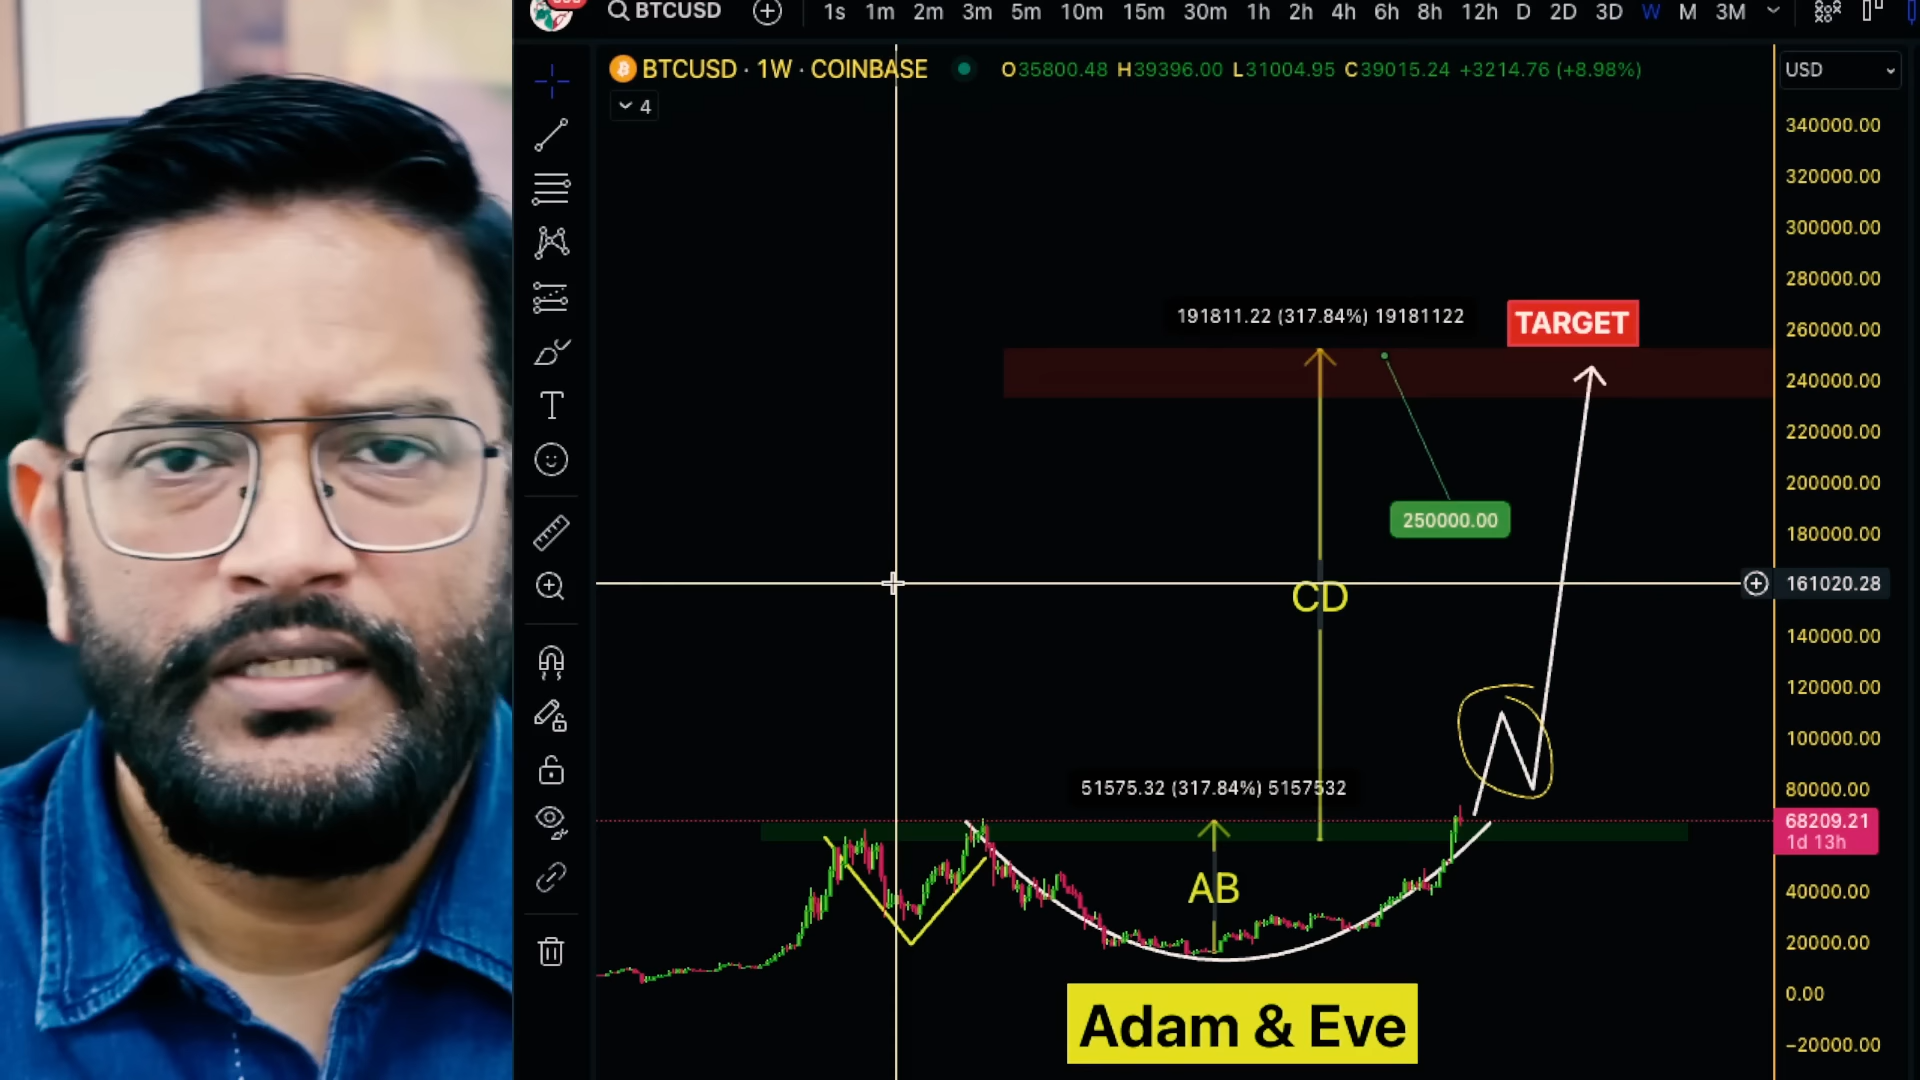 BTCUSD
1s 1m 2m 3m 5m 10m 15m 30m 1h 2h 4h 6h 8h 12h D 2D 3D W M 3M
BTCUSD · 1W · COINBASE O35800.48 H39396.00 L31004.95 C39015.24 +3214.76 (+8.98%)
USD
4
340000.00
320000.00
300000.00
280000.00
191811.22 (317.84%) 19181122
TARGET
260000.00
240000.00
220000.00
200000.00
250000.00
180000.00
161020.28
CD
140000.00
120000.00
100000.00
51575.32 (317.84%) 5157532
80000.00
68209.21
1d 13h
AB
40000.00
20000.00
0.00
Adam & Eve
−20000.00